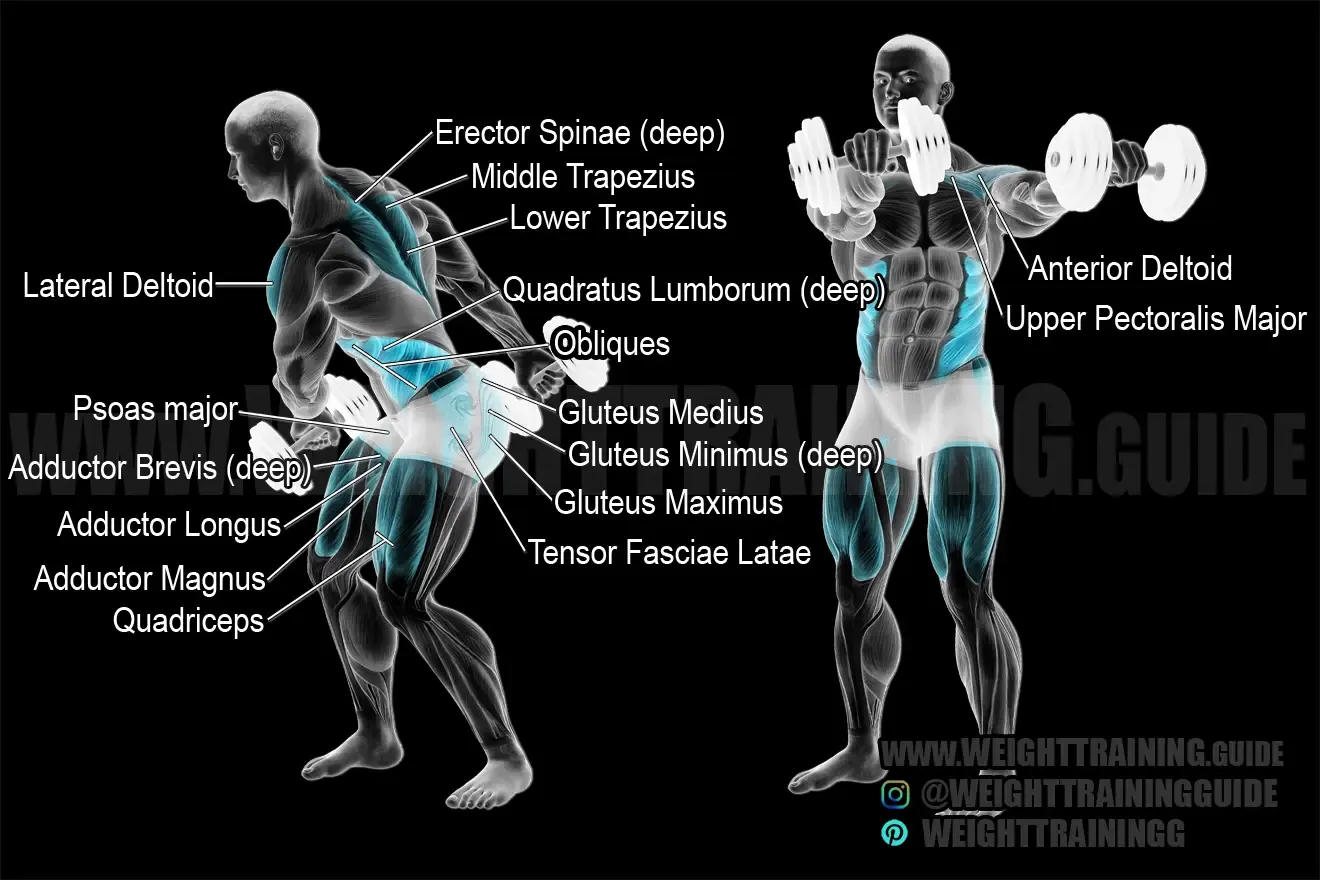 Erector Spinae (deep)
Middle Trapezius
Lower Trapezius
Lateral Deltoid
Quadratus Lumborum (deep)
Obliques
Psoas major
Gluteus Medius
Adductor Brevis (deep)
Gluteus Minimus (deep)
Adductor Longus
Gluteus Maximus
Tensor Fasciae Latae
Adductor Magnus
Quadriceps
Anterior Deltoid
Upper Pectoralis Major
WWW.WEIGHTTRAINING.GUIDE
WWW.WEIGHTTRAINING.GUIDE
@WEIGHTTRAININGGUIDE
WEIGHTTRAININGG